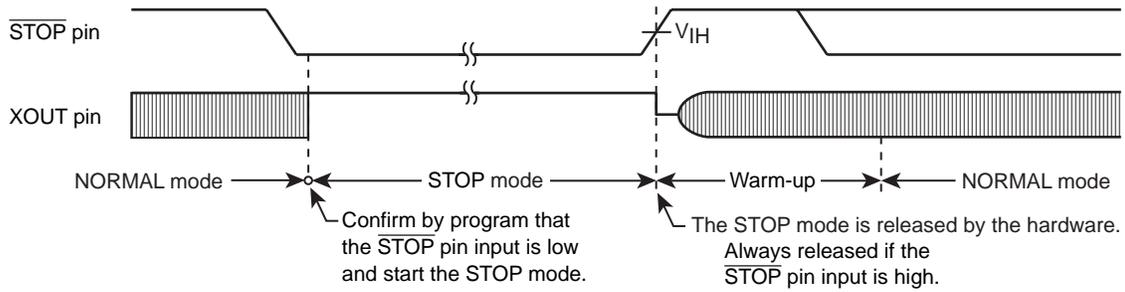 STOP pin
VIH
XOUT pin
NORMAL mode
STOP mode
Warm-up
NORMAL mode
Confirm by program that
the STOP pin input is low
and start the STOP mode.
The STOP mode is released by the hardware.
Always released if the
STOP pin input is high.